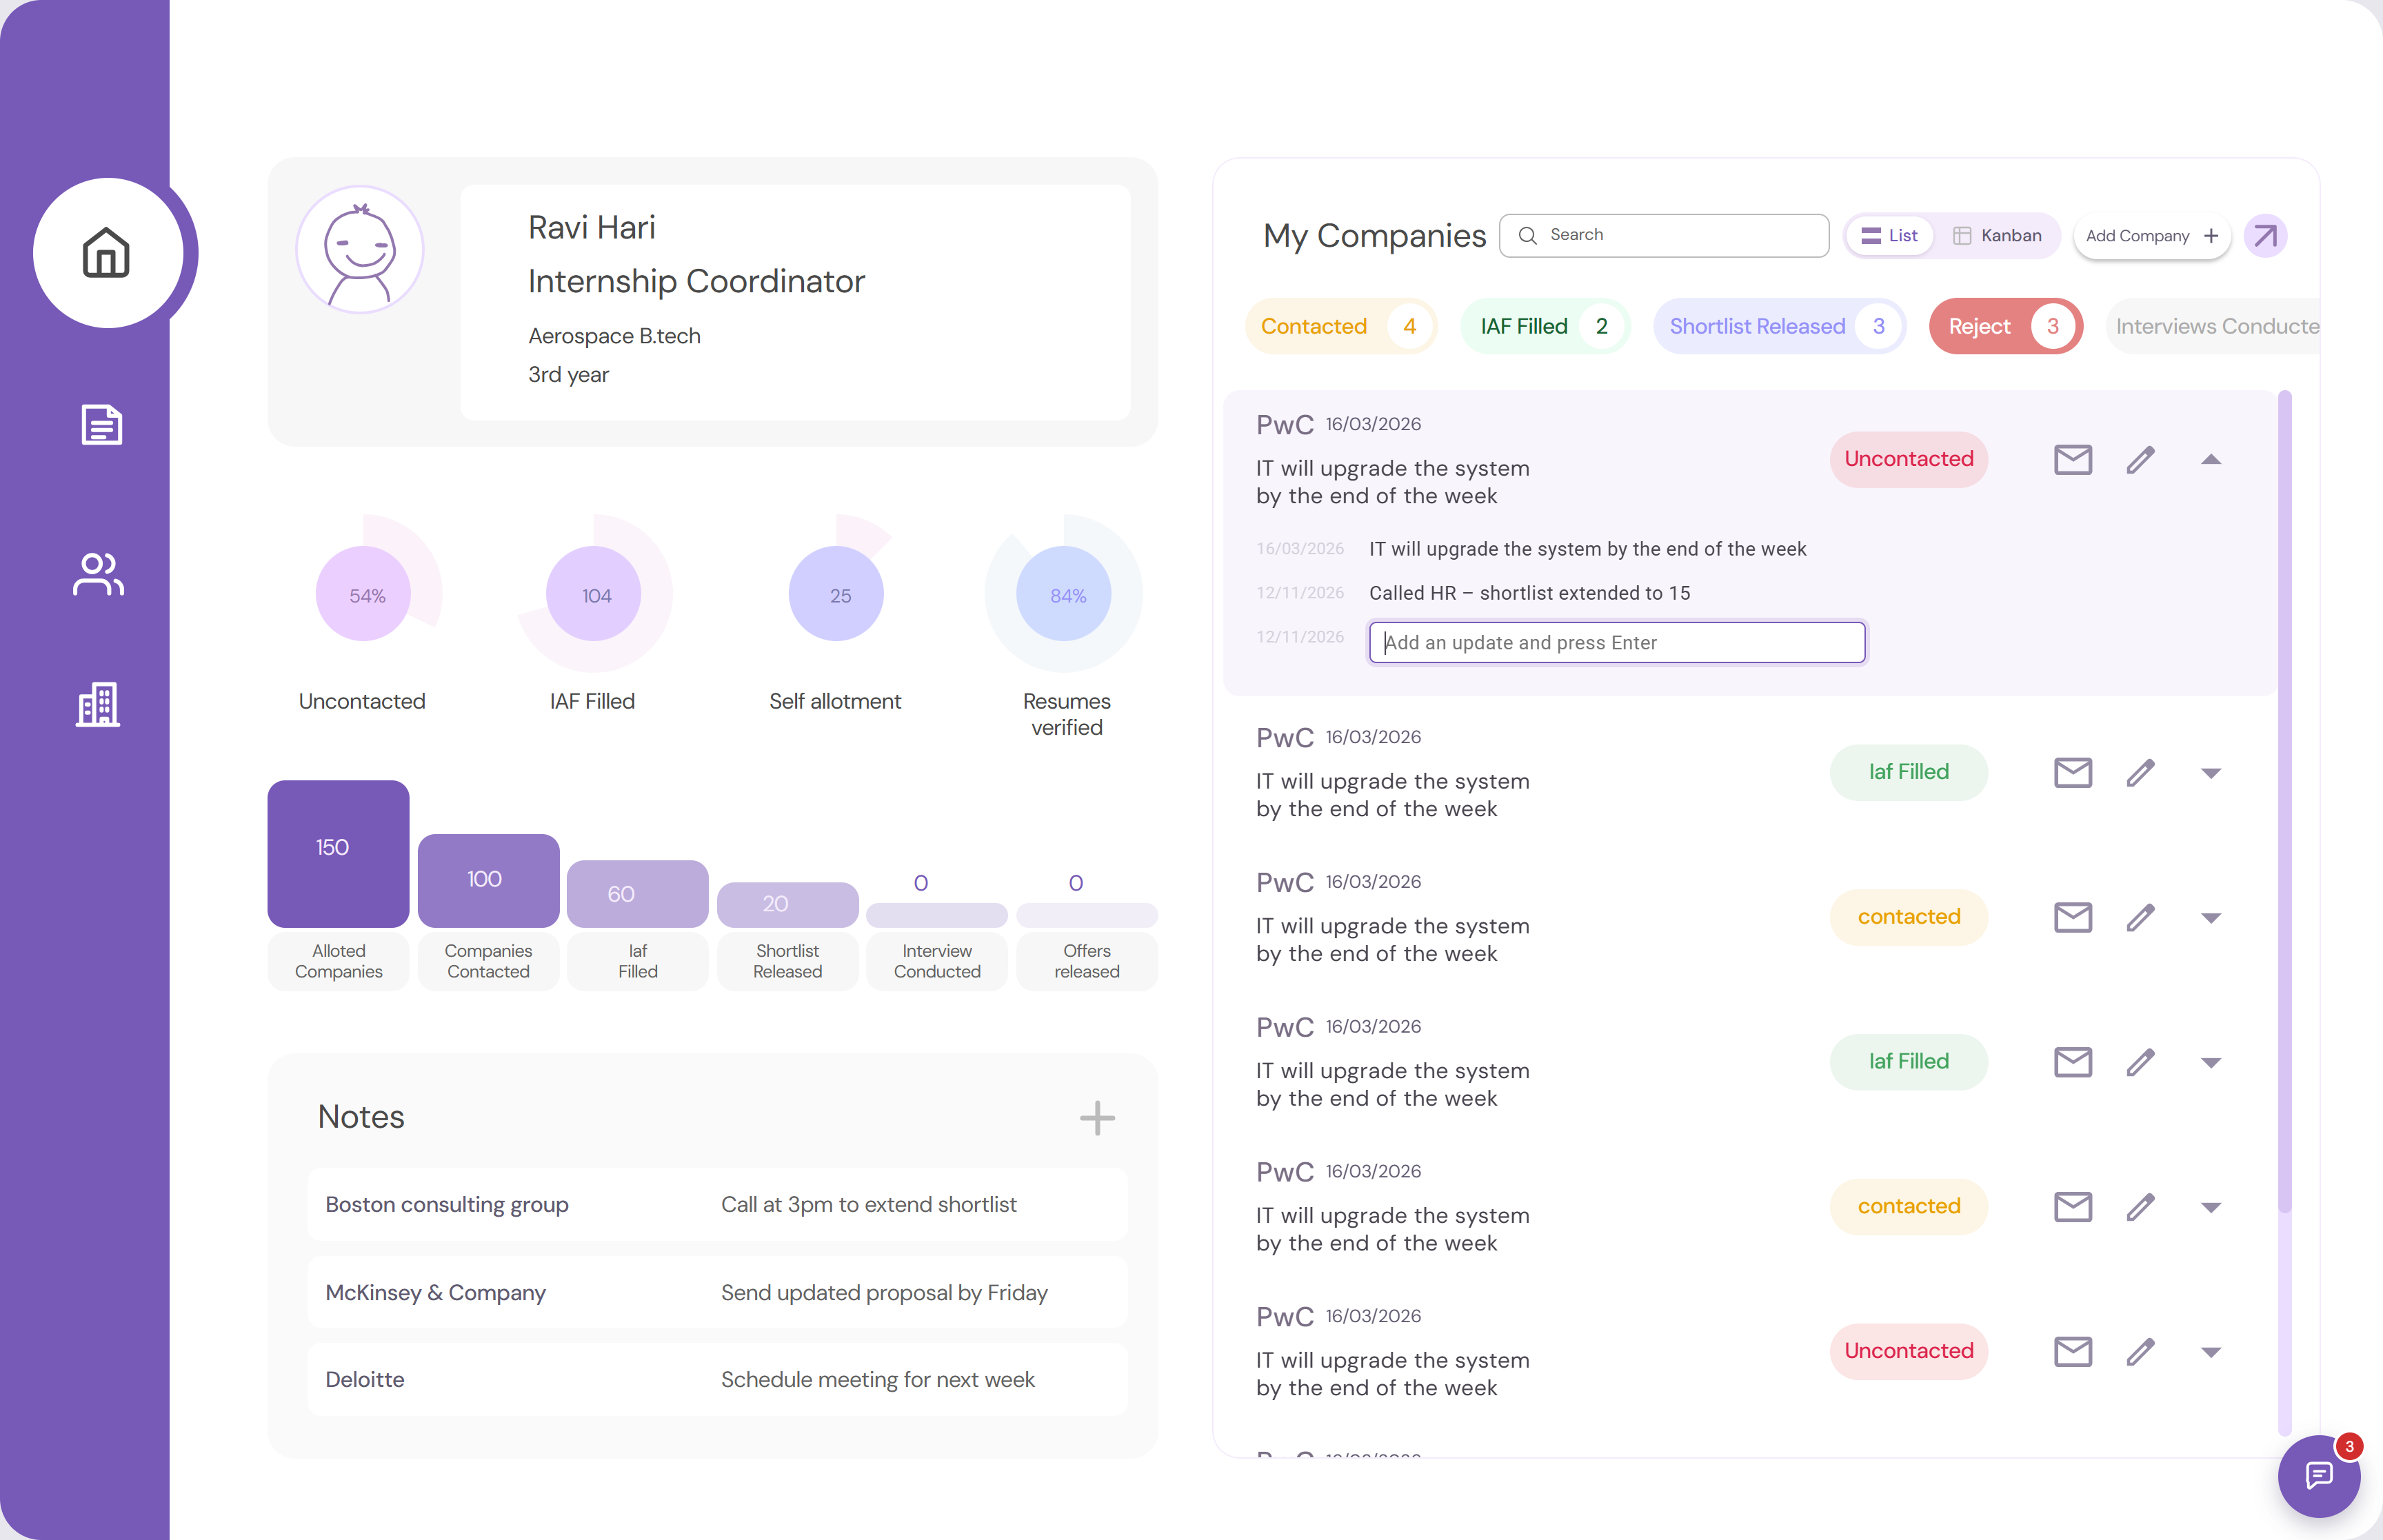 Ravi Hari
Internship Coordinator
Aerospace B.tech
3rd year
54%
104
25
84%
Uncontacted
IAF Filled
Self allotment
Resumes
verified
150
100
60
20
0
0
Alloted
Companies
Companies
Contacted
Iaf
Filled
Shortlist
Released
Interview
Conducted
Offers
released
Notes
Boston consulting group
Call at 3pm to extend shortlist
McKinsey & Company
Send updated proposal by Friday
Deloitte
Schedule meeting for next week
My Companies
Search
List
Kanban
Add Company
Contacted 4
IAF Filled 2
Shortlist Released 3
Reject 3
Interviews Conducte
PwC 16/03/2026
IT will upgrade the system
by the end of the week
Uncontacted
16/03/2026 IT will upgrade the system by the end of the week
12/11/2026 Called HR – shortlist extended to 15
12/11/2026 Add an update and press Enter
PwC 16/03/2026
IT will upgrade the system
by the end of the week
Iaf Filled
PwC 16/03/2026
IT will upgrade the system
by the end of the week
contacted
PwC 16/03/2026
IT will upgrade the system
by the end of the week
Iaf Filled
PwC 16/03/2026
IT will upgrade the system
by the end of the week
contacted
PwC 16/03/2026
IT will upgrade the system
by the end of the week
Uncontacted
3